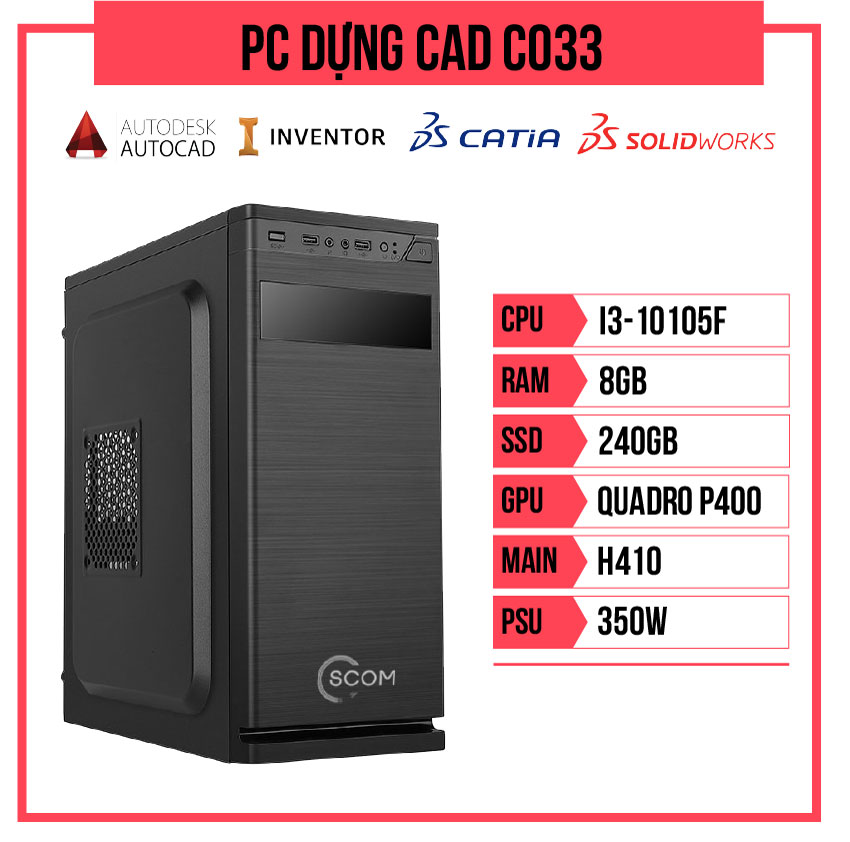 PC DỰNG CAD C033
AUTODESK
AUTOCAD
I INVENTOR
CATIA
SOLIDWORKS
CPU I3-10105F
RAM 8GB
SSD 240GB
GPU QUADRO P400
MAIN H410
PSU 350W
SCOM